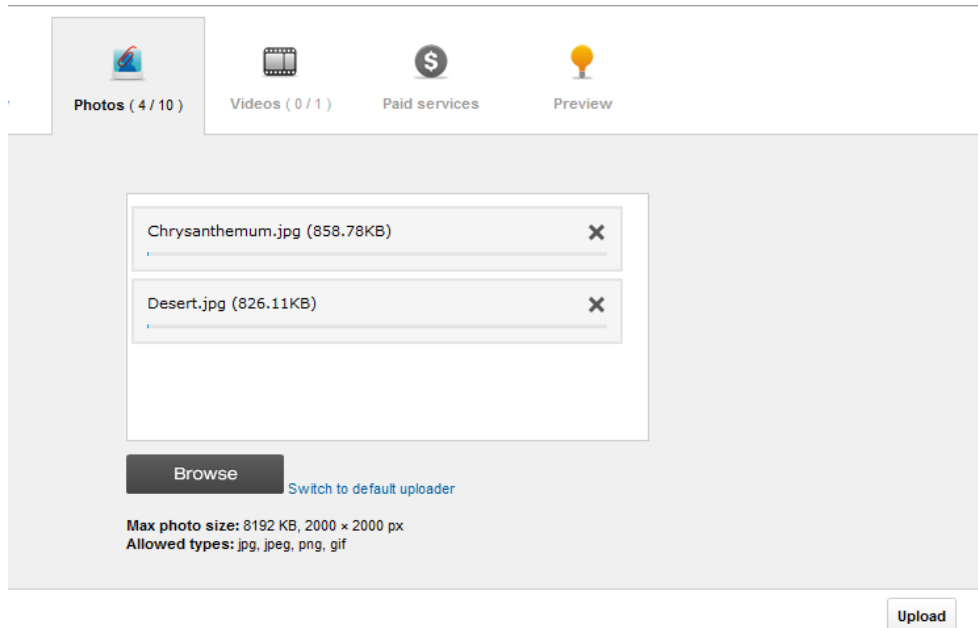 Photos ( 4 / 10 )
Videos ( 0 / 1 )
Paid services
Preview
Chrysanthemum.jpg (858.78KB)
Desert.jpg (826.11KB)
Browse
Switch to default uploader
Max photo size: 8192 KB, 2000 × 2000 px
Allowed types: jpg, jpeg, png, gif
Upload